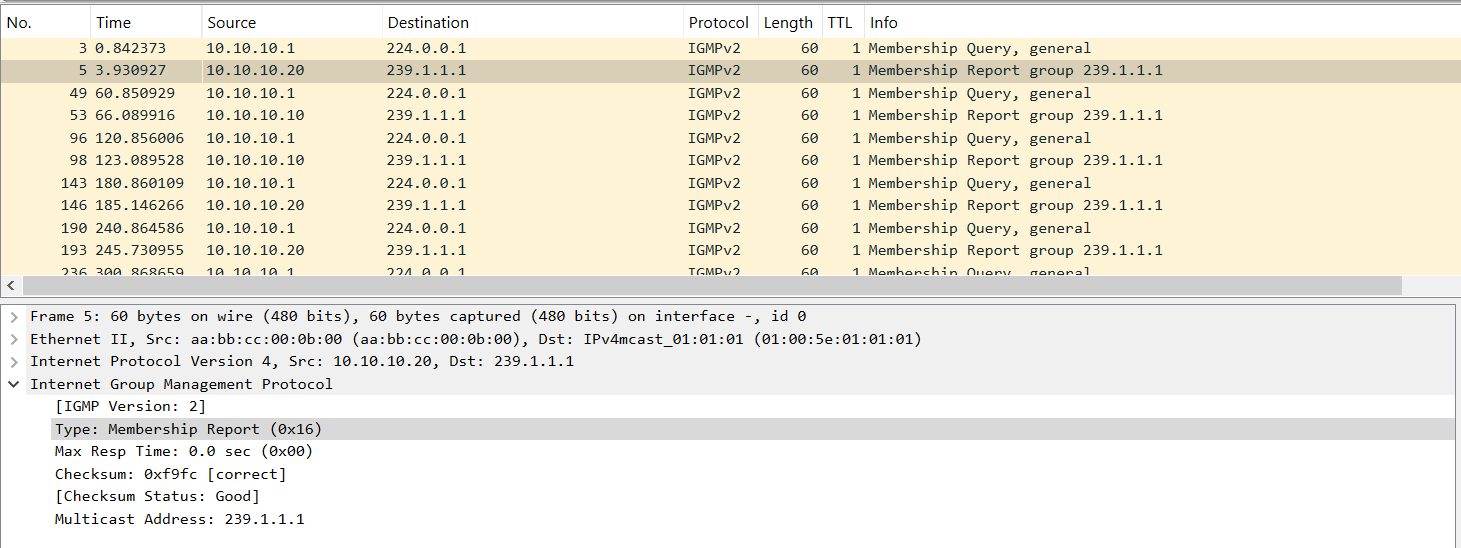 No. Time Source Destination Protocol Length TTL Info
3 0.842373 10.10.10.1 224.0.0.1 IGMPv2 60 1 Membership Query, general
5 3.930927 10.10.10.20 239.1.1.1 IGMPv2 60 1 Membership Report group 239.1.1.1
49 60.850929 10.10.10.1 224.0.0.1 IGMPv2 60 1 Membership Query, general
53 66.089916 10.10.10.10 239.1.1.1 IGMPv2 60 1 Membership Report group 239.1.1.1
96 120.856006 10.10.10.1 224.0.0.1 IGMPv2 60 1 Membership Query, general
98 123.089528 10.10.10.10 239.1.1.1 IGMPv2 60 1 Membership Report group 239.1.1.1
143 180.860109 10.10.10.1 224.0.0.1 IGMPv2 60 1 Membership Query, general
146 185.146266 10.10.10.20 239.1.1.1 IGMPv2 60 1 Membership Report group 239.1.1.1
190 240.864586 10.10.10.1 224.0.0.1 IGMPv2 60 1 Membership Query, general
193 245.730955 10.10.10.20 239.1.1.1 IGMPv2 60 1 Membership Report group 239.1.1.1
236 300.868659 10.10.10.1 224.0.0.1 IGMPv2 60 1 Membership Query, general
Frame 5: 60 bytes on wire (480 bits), 60 bytes captured (480 bits) on interface -, id 0
Ethernet II, Src: aa:bb:cc:00:0b:00 (aa:bb:cc:00:0b:00), Dst: IPv4mcast_01:01:01 (01:00:5e:01:01:01)
Internet Protocol Version 4, Src: 10.10.10.20, Dst: 239.1.1.1
Internet Group Management Protocol
[IGMP Version: 2]
Type: Membership Report (0x16)
Max Resp Time: 0.0 sec (0x00)
Checksum: 0xf9fc [correct]
[Checksum Status: Good]
Multicast Address: 239.1.1.1